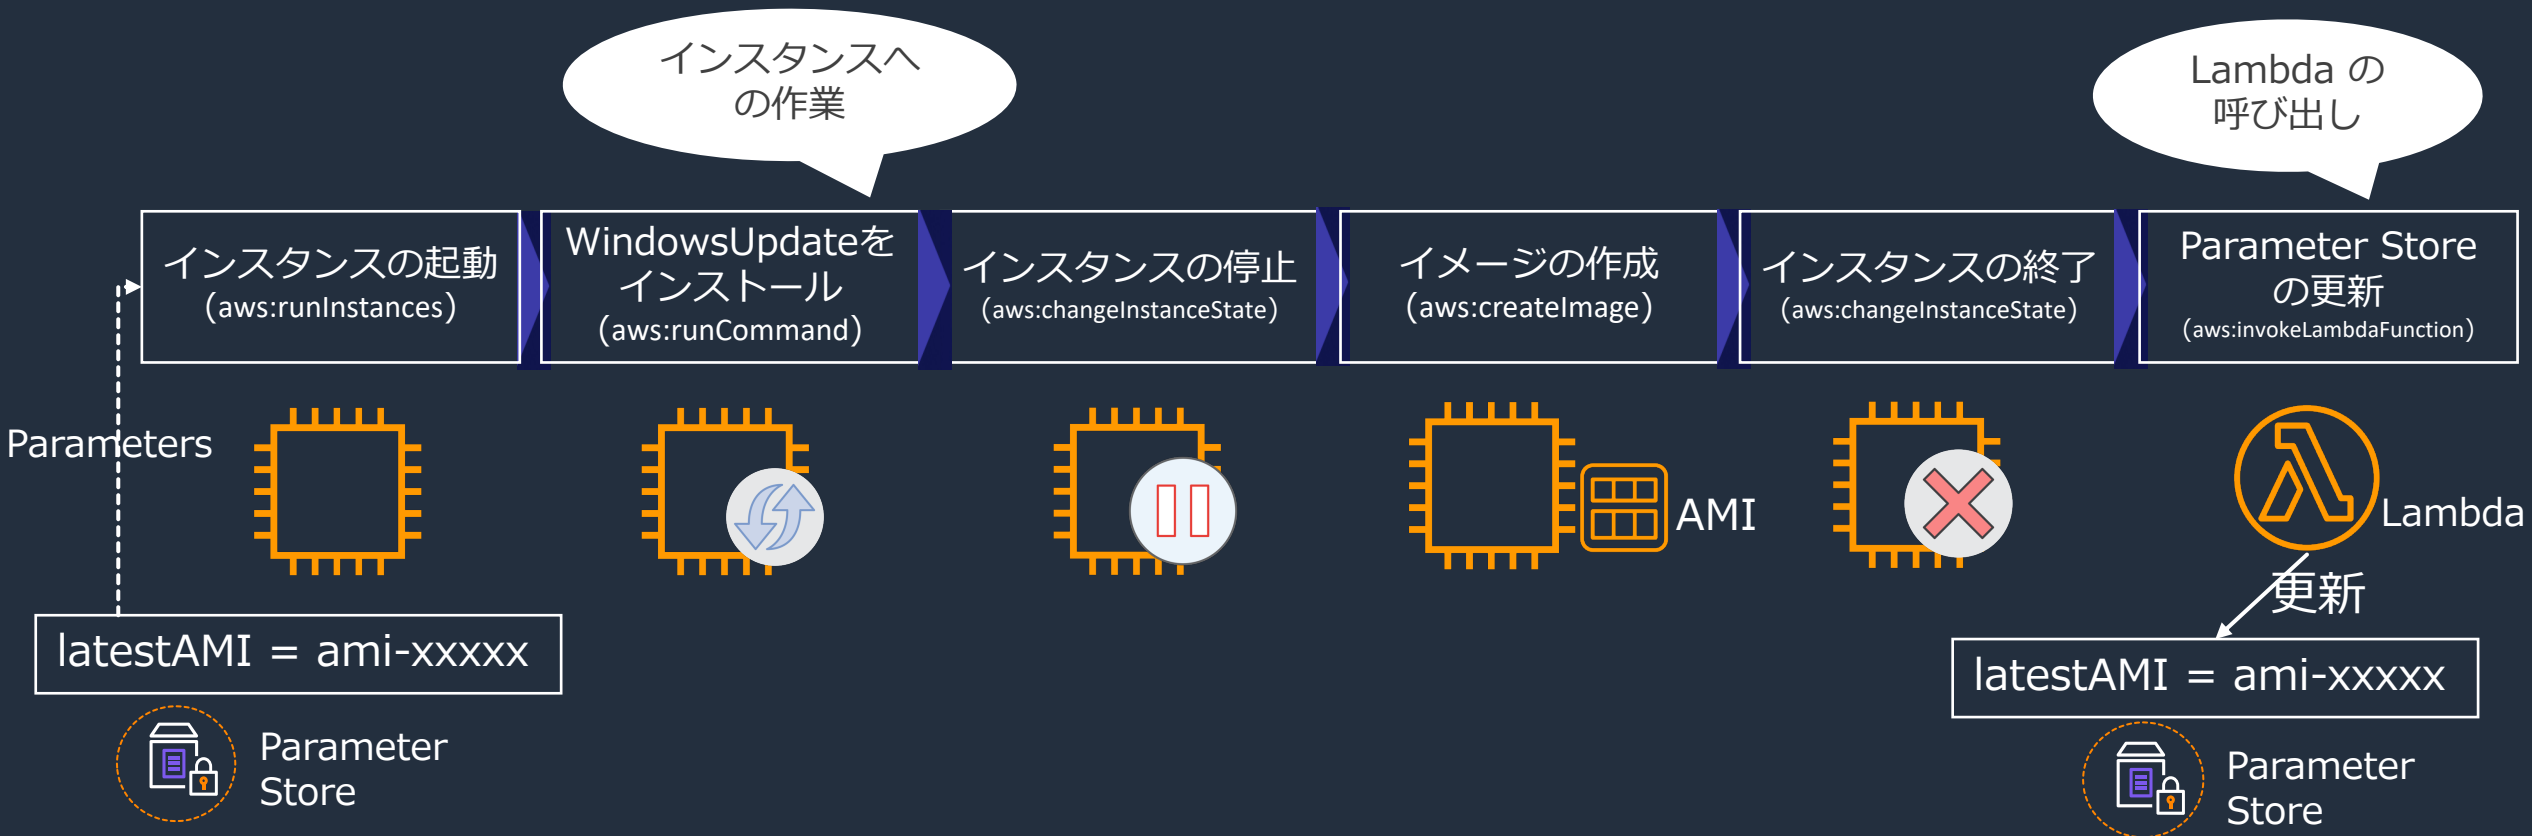 インスタンスへ
の作業
Lambda の
呼び出し
インスタンスの起動
(aws:runInstances)
WindowsUpdateを
インストール
(aws:runCommand)
インスタンスの停止
(aws:changeInstanceState)
イメージの作成
(aws:createImage)
インスタンスの終了
(aws:changeInstanceState)
Parameter Store
の更新
(aws:invokeLambdaFunction)
Parameters
AMI
Lambda
更新
latestAMI = ami-xxxxx
Parameter
Store
latestAMI = ami-xxxxx
Parameter
Store